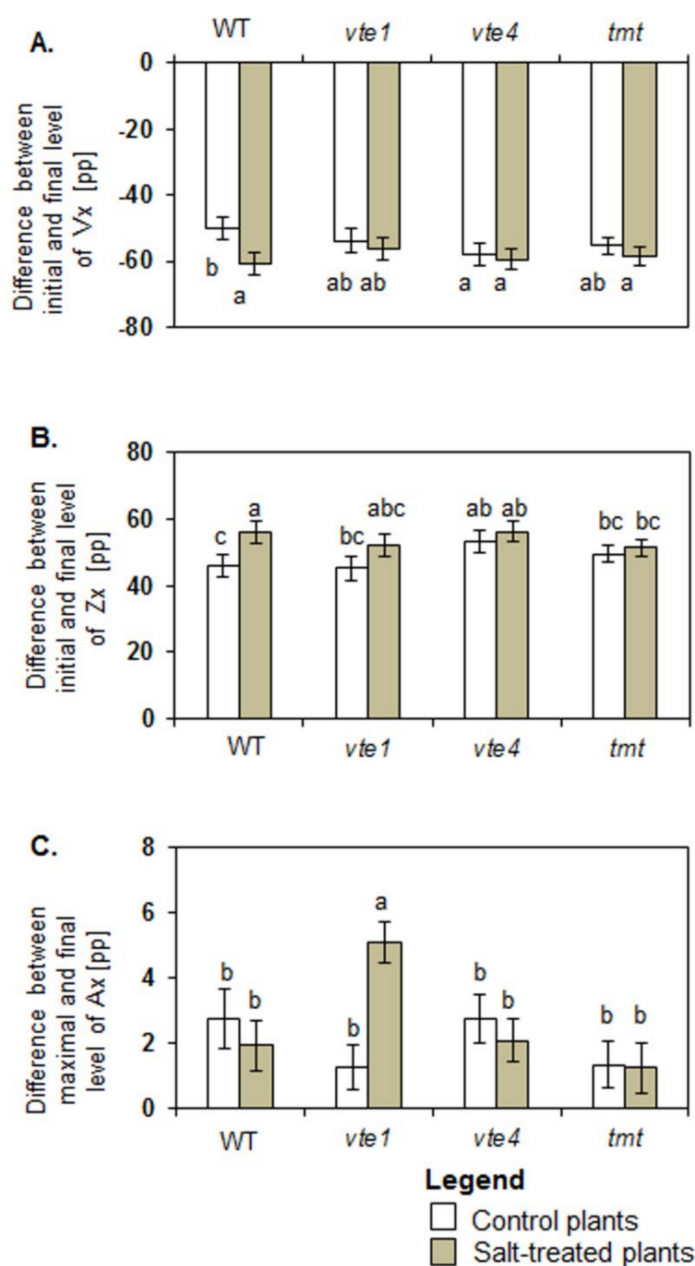 A.
WT vte1 vte4 tmt
Difference between
initial and final level
of Vx [pp]
0
-20
-40
-60
-80
b a ab ab a a ab a
B.
Difference between
initial and final level
of Zx [pp]
80
60
40
20
0
c a bc abc ab ab bc bc
WT vte1 vte4 tmt
C.
Difference between
maximal and final
level of Ax [pp]
8
6
4
2
0
b b b a b b b b
WT vte1 vte4 tmt
Legend
Control plants
Salt-treated plants